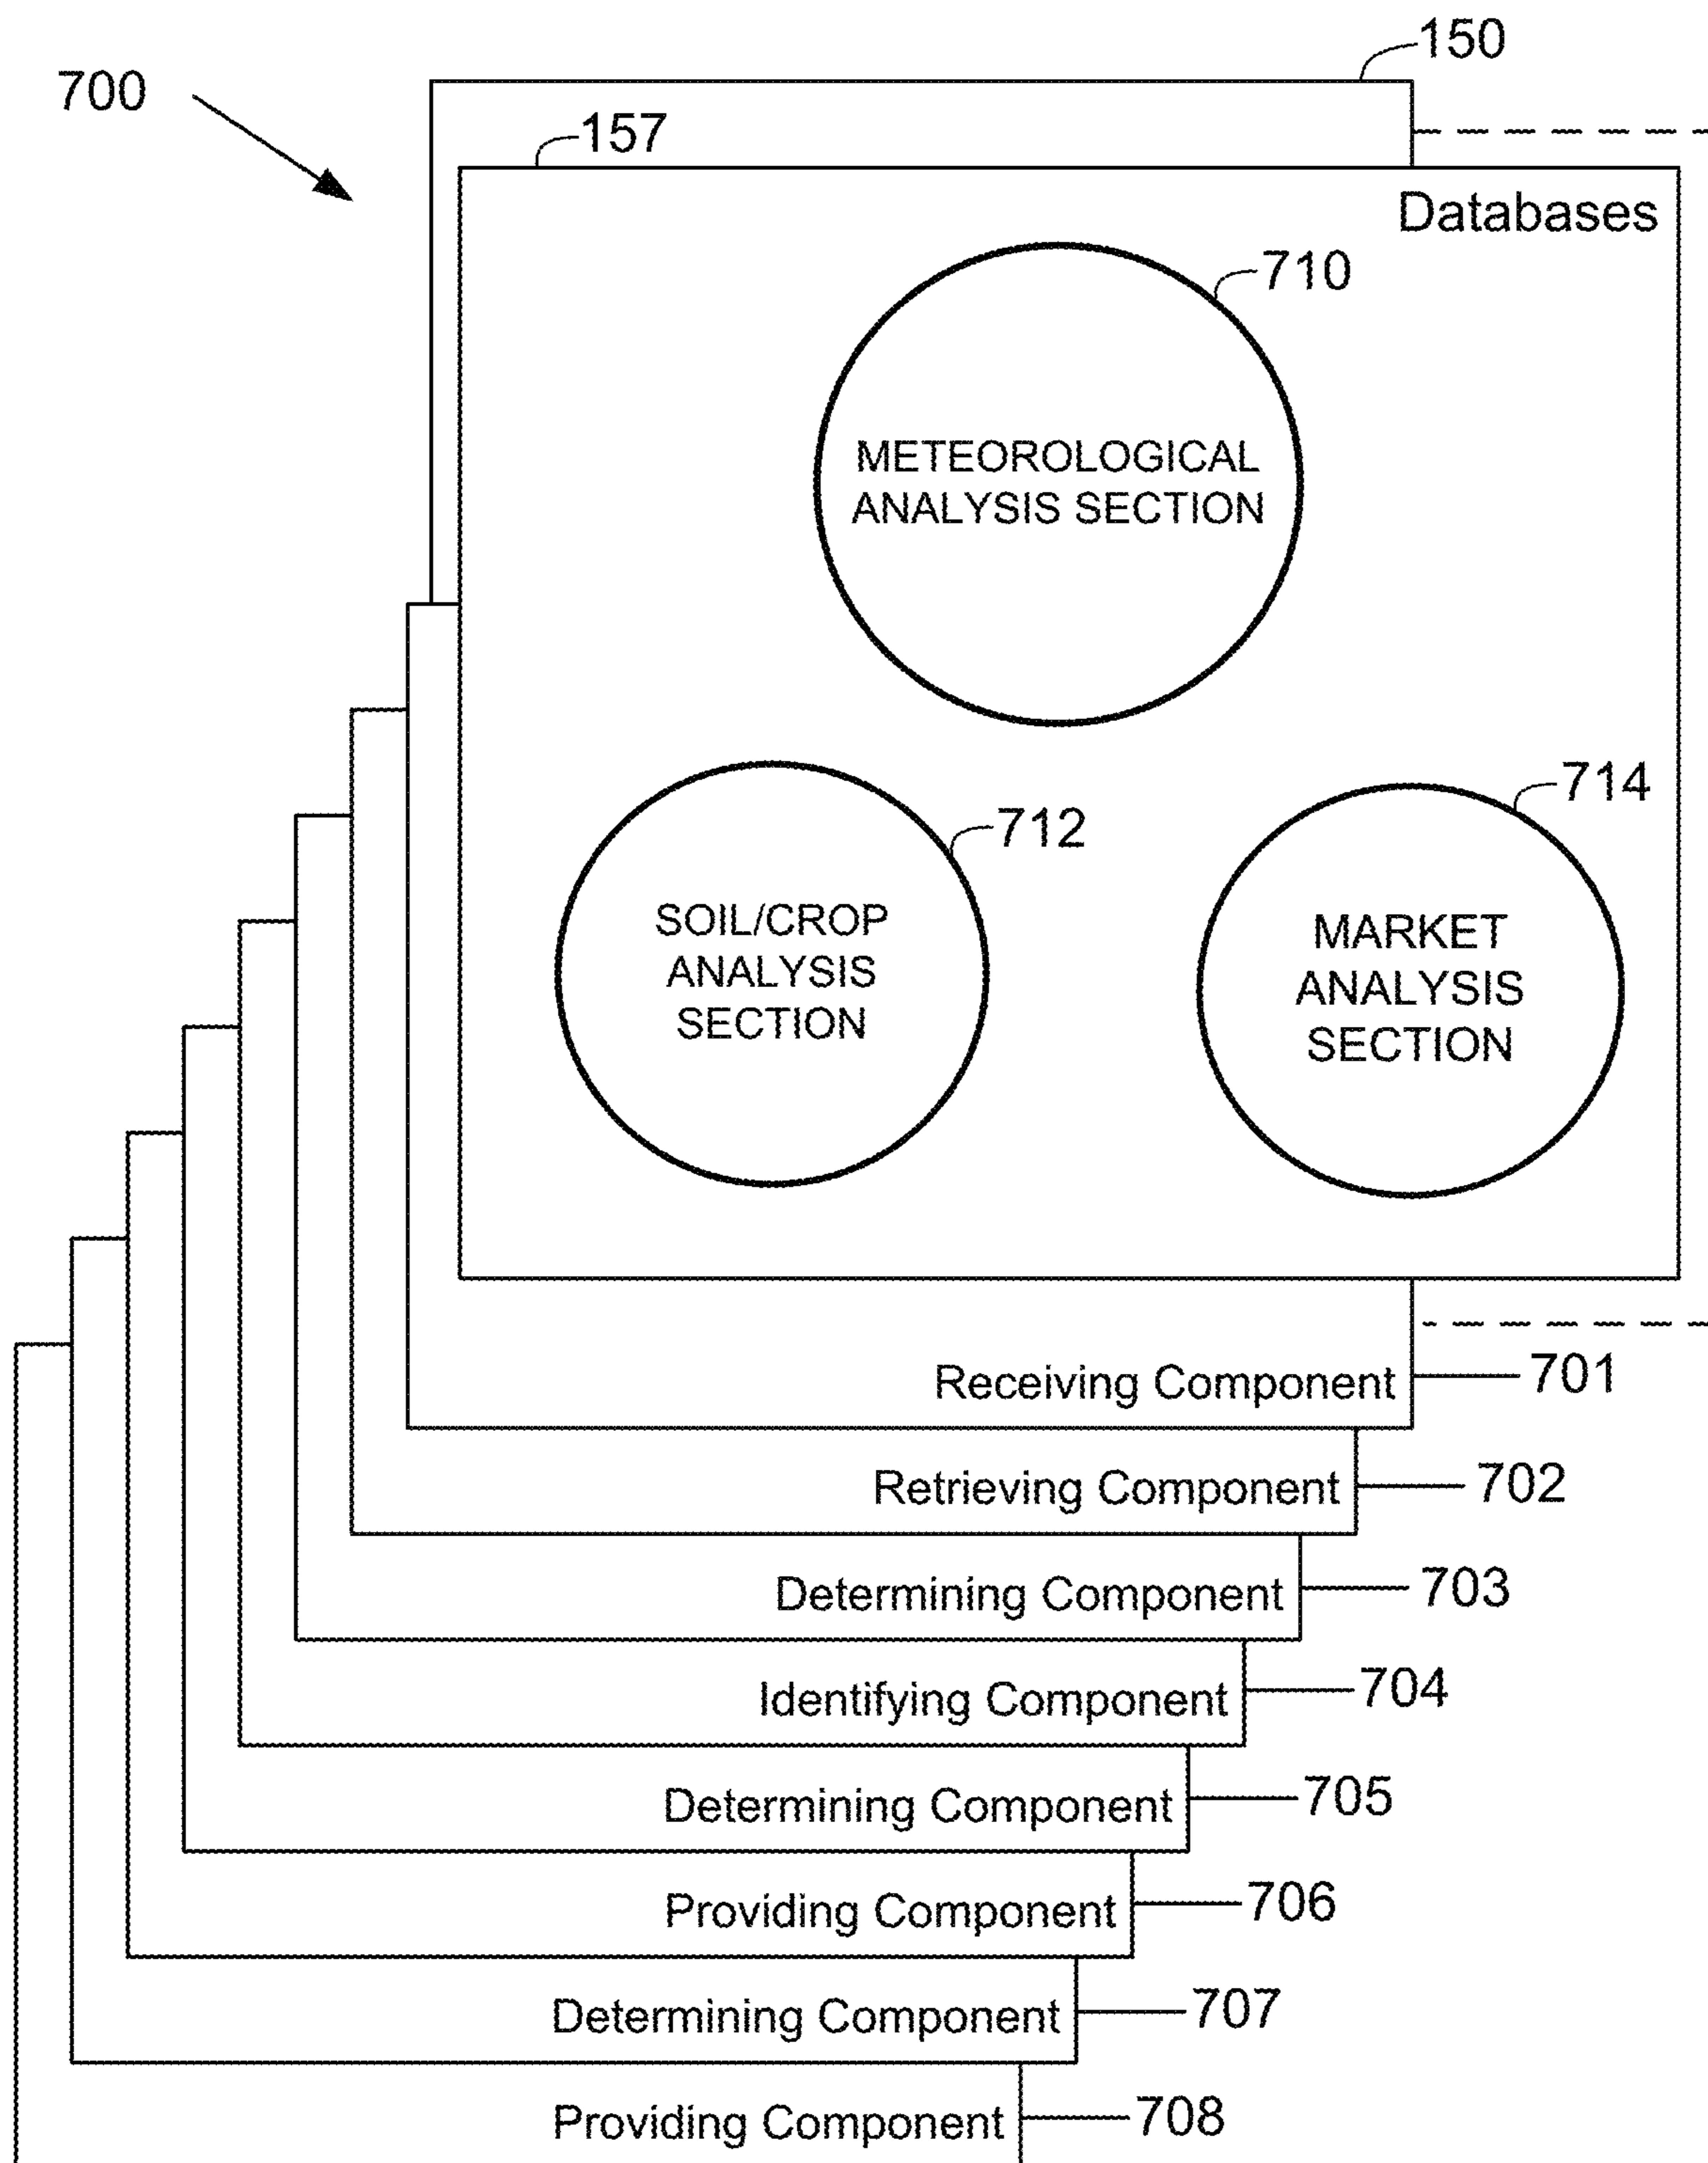 150
700
157
Databases
710
METEOROLOGICAL
ANALYSIS SECTION
714
712
SOIL/CROP
ANALYSIS
SECTION
MARKET
ANALYSIS
SECTION
Receiving Component 701
Retrieving Component 702
Determining Component 703
Identifying Component 704
Determining Component 705
Providing Component 706
Determining Component 707
Providing Component 708